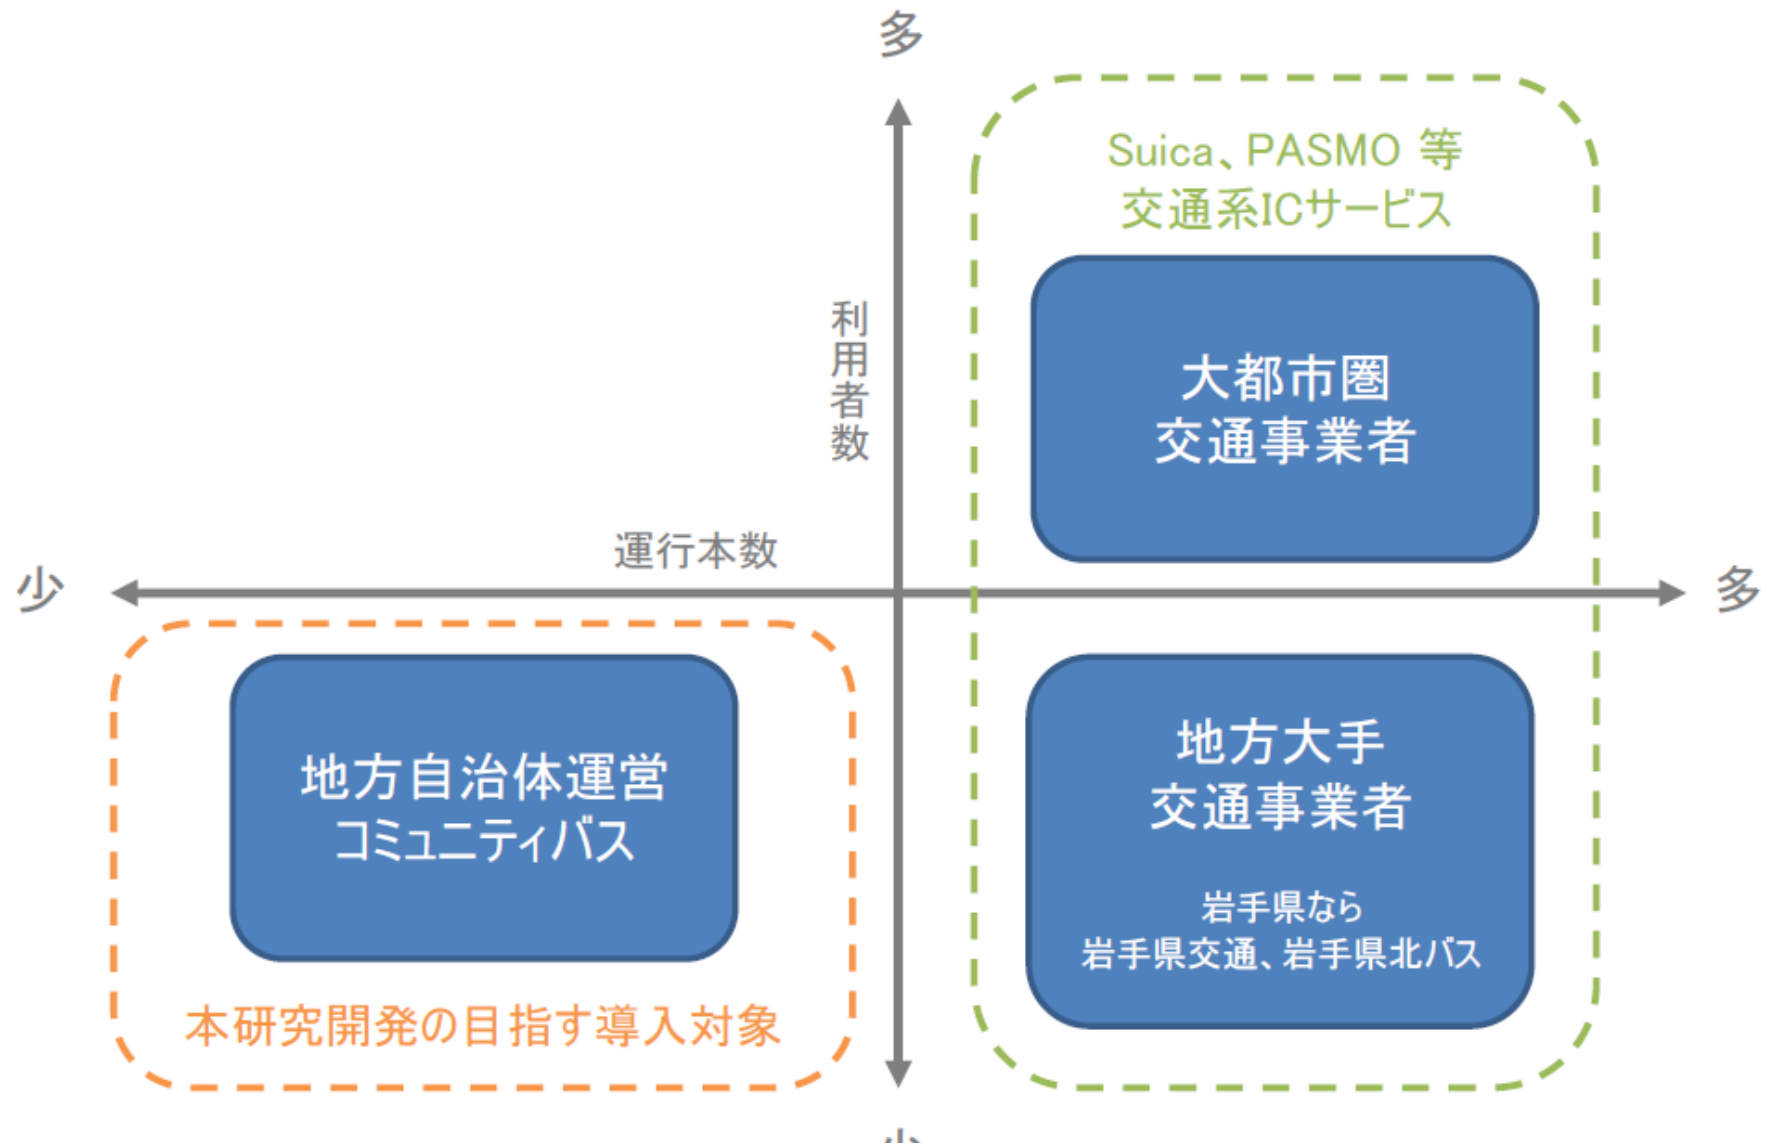 多
Suica、PASMO 等
交通系ICサービス
利用者数
大都市圏
交通事業者
運行本数
少
多
地方自治体運営
コミュニティバス
地方大手
交通事業者
岩手県なら
岩手県交通、岩手県北バス
本研究開発の目指す導入対象